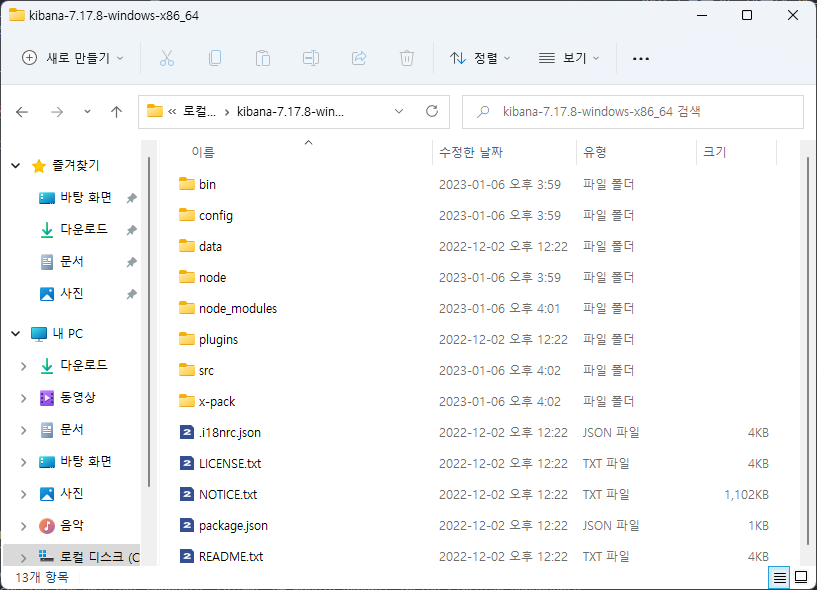 kibana-7.17.8-windows-x86_64
새로 만들기 정렬 보기
« 로컬... › kibana-7.17.8-win... kibana-7.17.8-windows-x86_64 검색
이름 수정한 날짜 유형 크기
즐겨찾기
바탕 화면
다운로드
문서
사진
내 PC
다운로드
동영상
문서
바탕 화면
사진
음악
로컬 디스크 (C
bin 2023-01-06 오후 3:59 파일 폴더
config 2023-01-06 오후 3:59 파일 폴더
data 2022-12-02 오후 12:22 파일 폴더
node 2023-01-06 오후 3:59 파일 폴더
node_modules 2023-01-06 오후 4:01 파일 폴더
plugins 2022-12-02 오후 12:22 파일 폴더
src 2023-01-06 오후 4:02 파일 폴더
x-pack 2023-01-06 오후 4:02 파일 폴더
.i18nrc.json 2022-12-02 오후 12:22 JSON 파일 4KB
LICENSE.txt 2022-12-02 오후 12:22 TXT 파일 4KB
NOTICE.txt 2022-12-02 오후 12:22 TXT 파일 1,102KB
package.json 2022-12-02 오후 12:22 JSON 파일 1KB
README.txt 2022-12-02 오후 12:22 TXT 파일 4KB
13개 항목